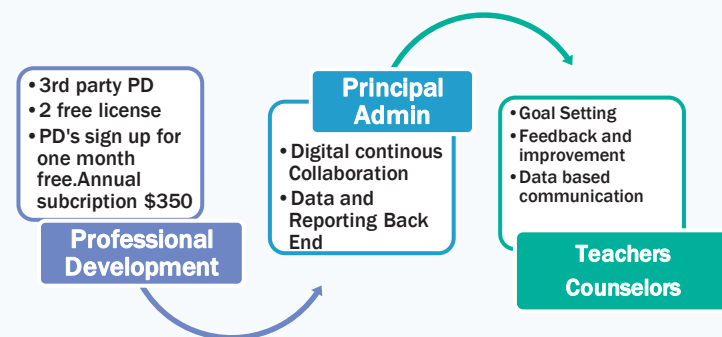 • 3rd party PD
• 2 free license
• PD's sign up for
one month
free.Annual
subcription $350
Professional
Development
Principal
Admin
• Digital continous
Collaboration
• Data and
Reporting Back
End
• Goal Setting
• Feedback and
improvement
• Data based
communication
Teachers
Counselors